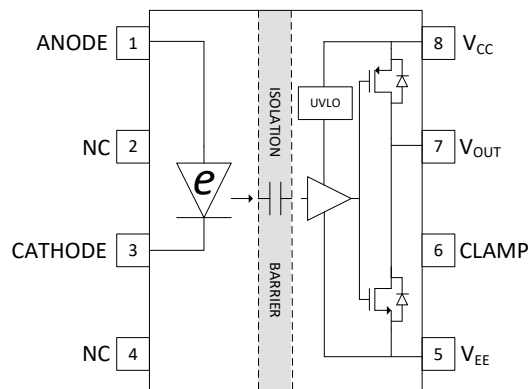 ANODE 1
NC 2
CATHODE 3
NC 4
e
ISOLATION
BARRIER
UVLO
8 VCC
7 VOUT
6 CLAMP
5 VEE